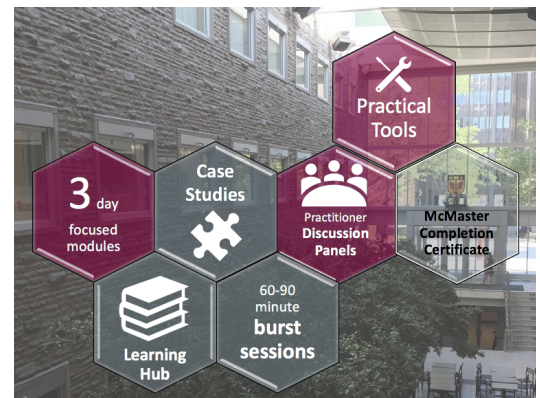 Practical
Tools
3 day
focused
modules
Case
Studies
Practitioner
Discussion
Panels
McMaster
Completion
Certificate
Learning
Hub
60-90
minute
burst
sessions